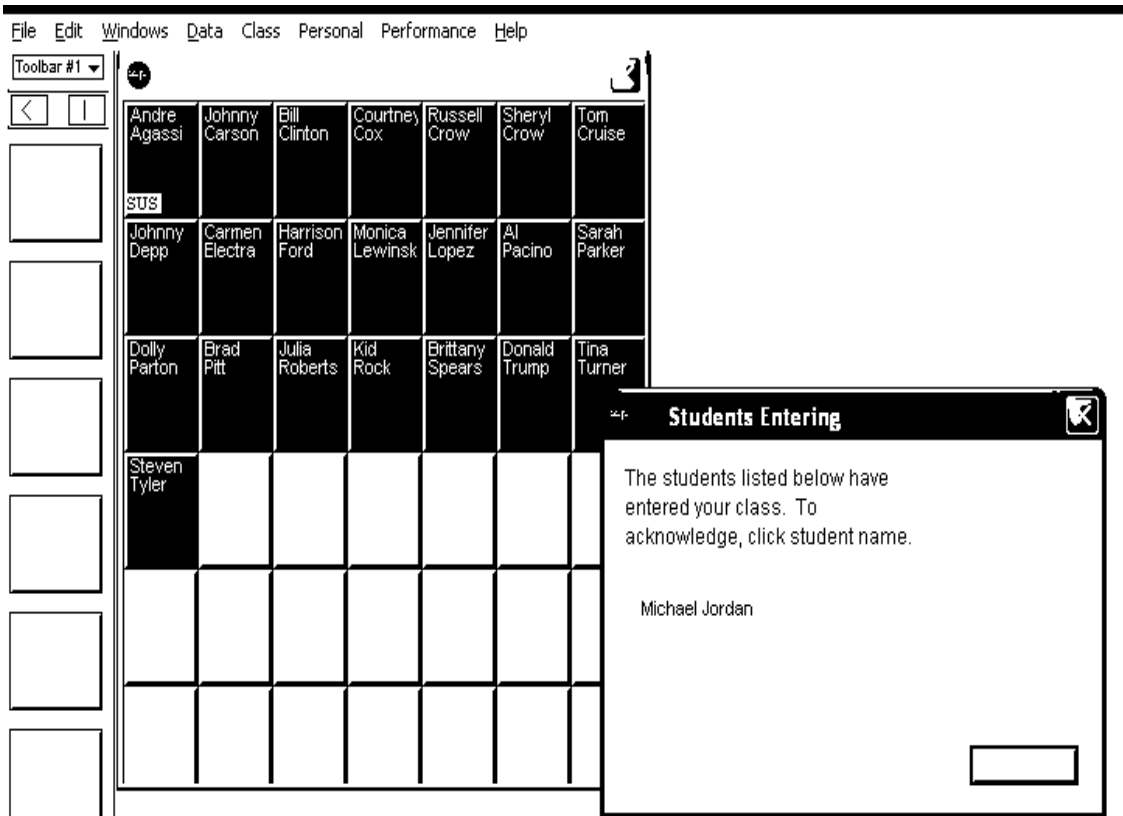 File Edit Windows Data Class Personal Performance Help
Toolbar #1
Andre Johnny Bill Courtney Russell Sheryl Tom
Agassi Carson Clinton Cox Crow Crow Cruise
SUS
Johnny Carmen Harrison Monica Jennifer Al Sarah
Depp Electra Ford Lewinsk Lopez Pacino Parker
Dolly Brad Julia Kid Brittany Donald Tina
Parton Pitt Roberts Rock Spears Trump Turner
Steven
Tyler
Students Entering
The students listed below have
entered your class. To
acknowledge, click student name.
Michael Jordan